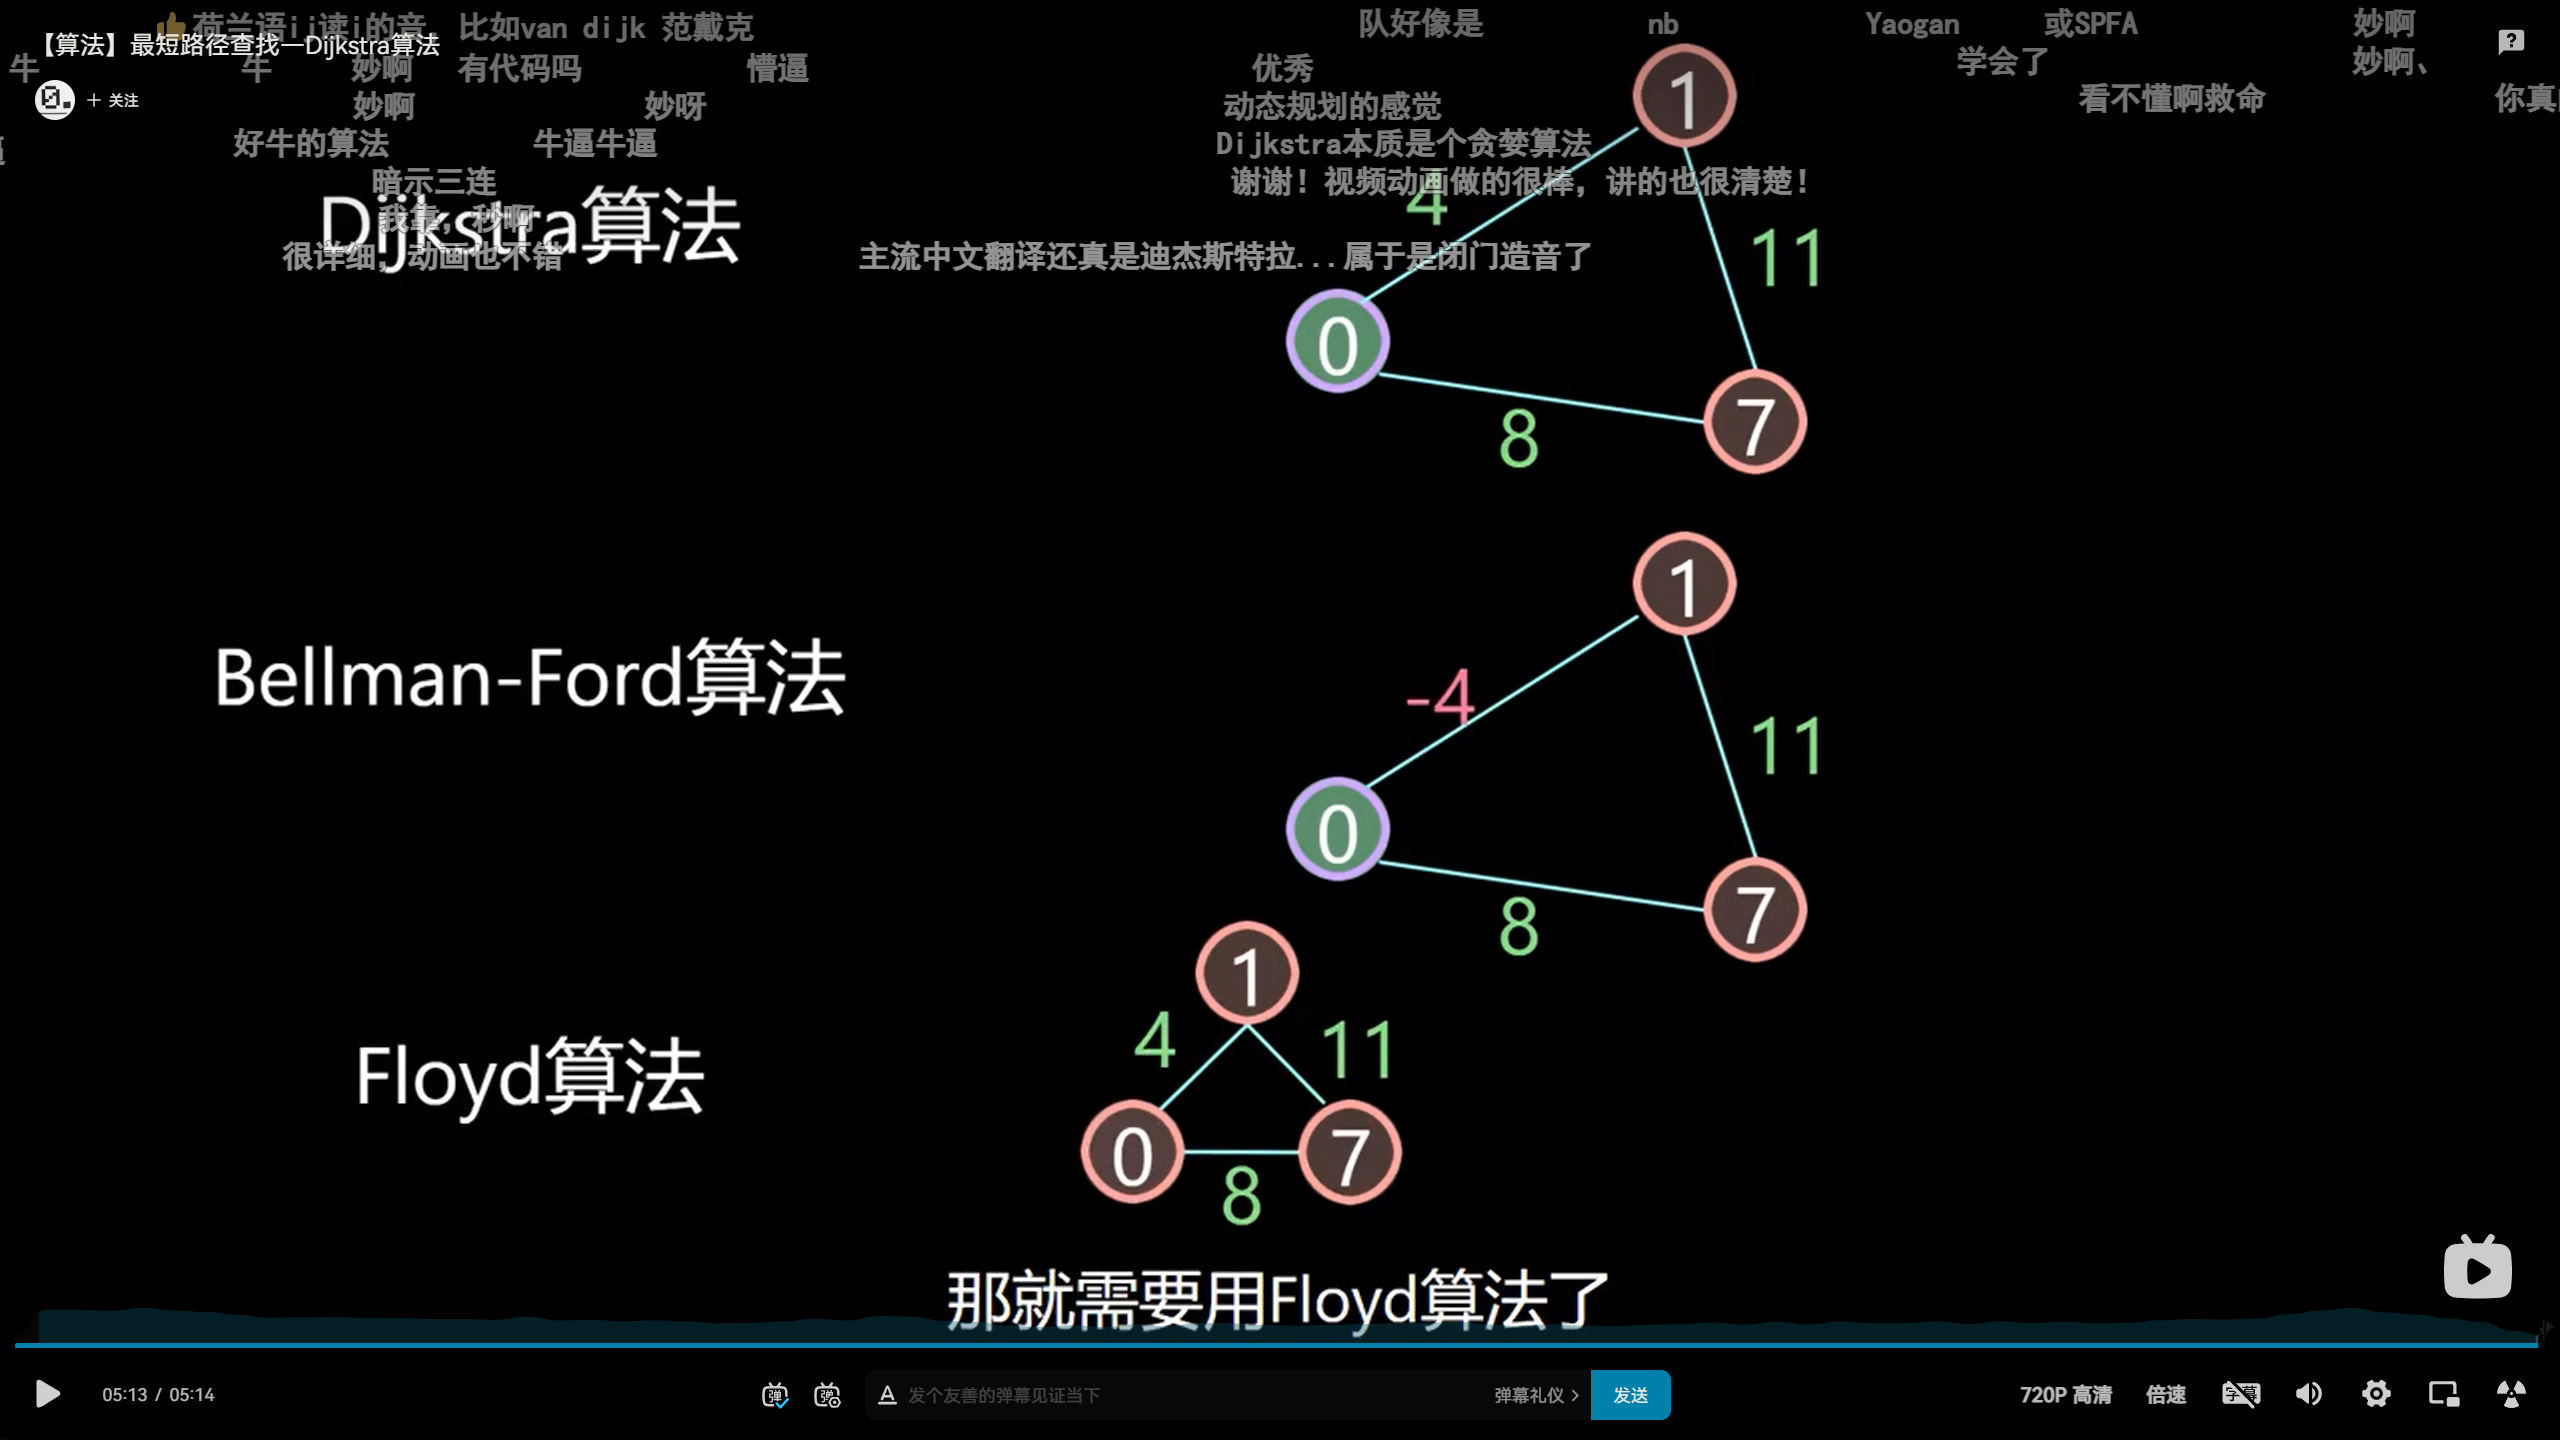 荷兰语ij读i的音，比如van dijk 范戴克
队好像是
nb
Yaogan
或SPFA
妙啊
【算法】最短路径查找—Dijkstra算法
牛
牛
妙啊
有代码吗
懵逼
优秀
学会了
妙啊、
+ 关注
妙啊
妙呀
动态规划的感觉
看不懂啊救命
你真
好牛的算法
牛逼牛逼
Dijkstra本质是个贪婪算法
暗示三连
谢谢！视频动画做的很棒，讲的也很清楚！
Dijkstra算法
我靠，秒啊
很详细，动画也不错
主流中文翻译还真是迪杰斯特拉...属于是闭门造音了
1
4
11
0
7
8
Bellman-Ford算法
1
-4
11
0
7
8
Floyd算法
1
4
11
0
7
8
那就需要用Floyd算法了
05:13 / 05:14
弹
弹
A
发个友善的弹幕见证当下
弹幕礼仪 >
发送
720P 高清
倍速
字幕